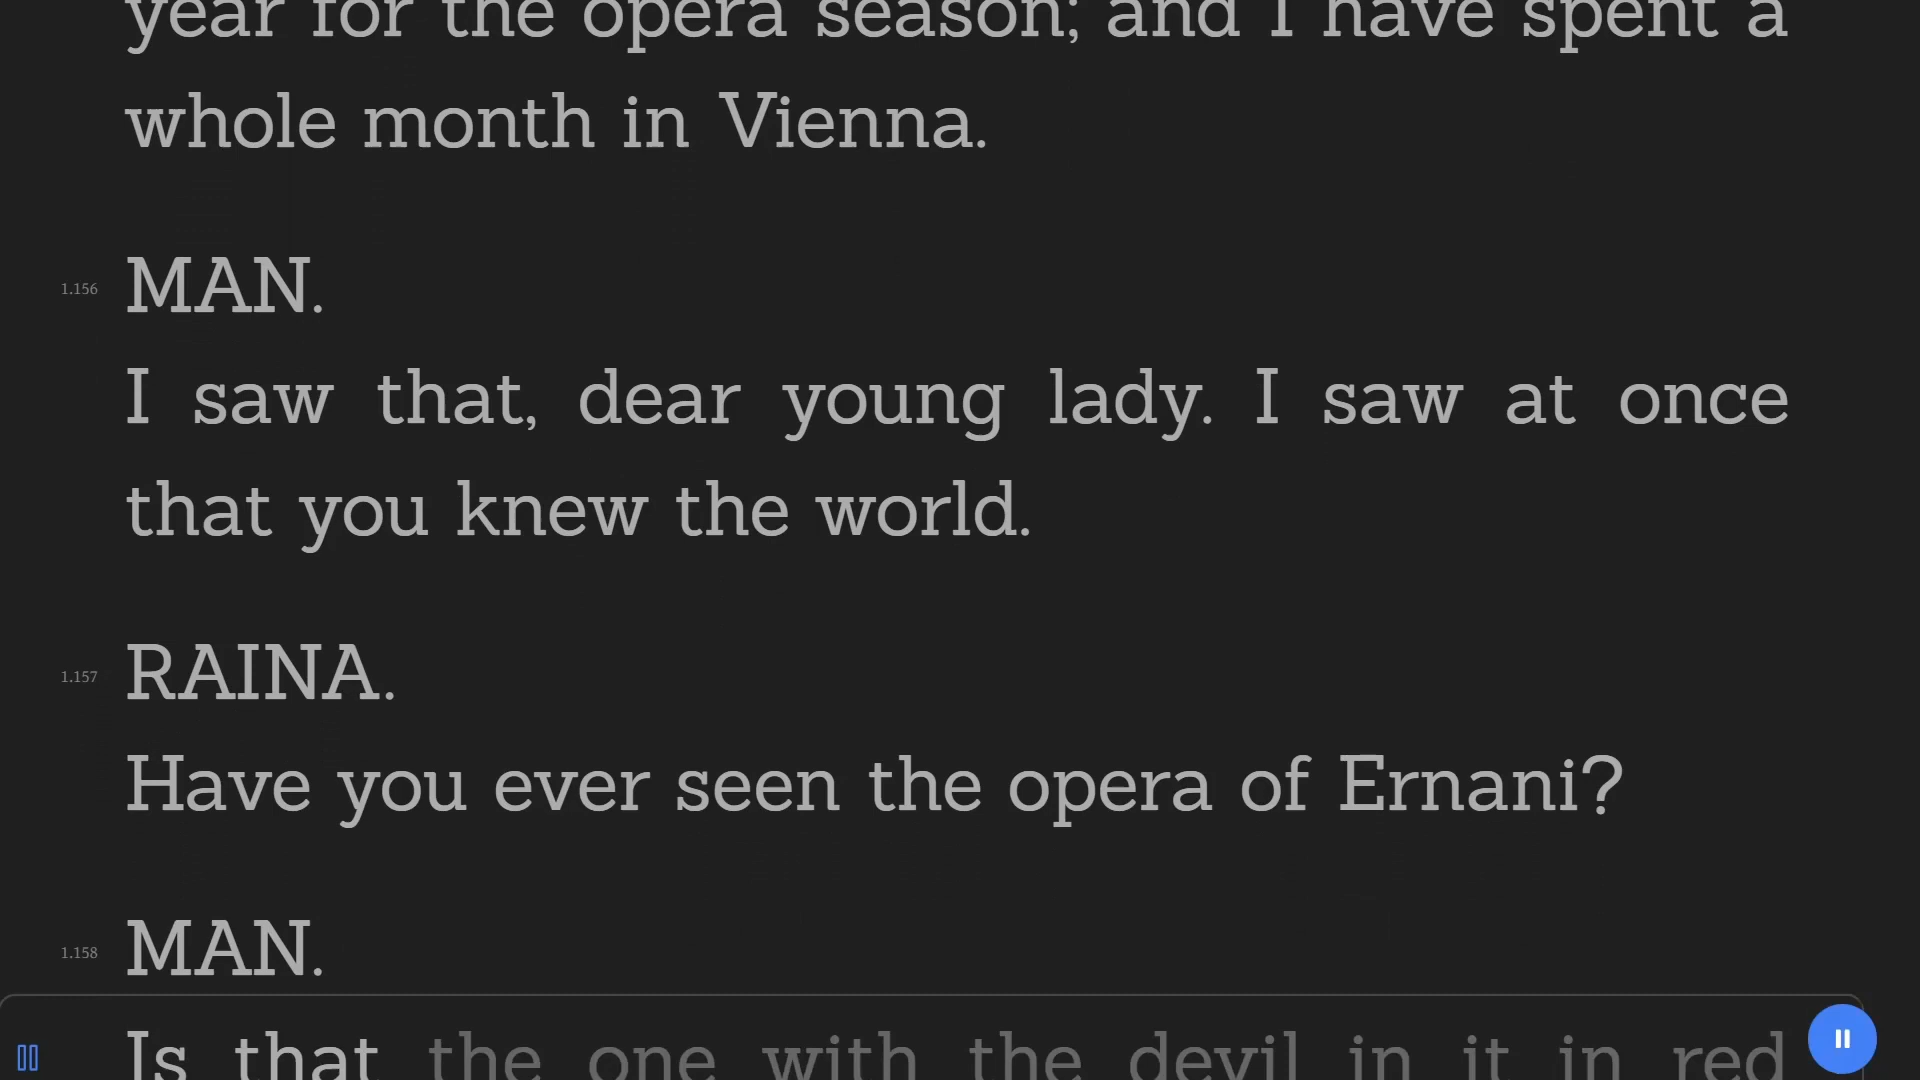 year for the opera season; and I have spent a
whole month in Vienna.
1.156 MAN.
I saw that, dear young lady. I saw at once
that you knew the world.
1.157 RAINA.
Have you ever seen the opera of Ernani?
1.158 MAN.
Is that the one with the devil in it in red